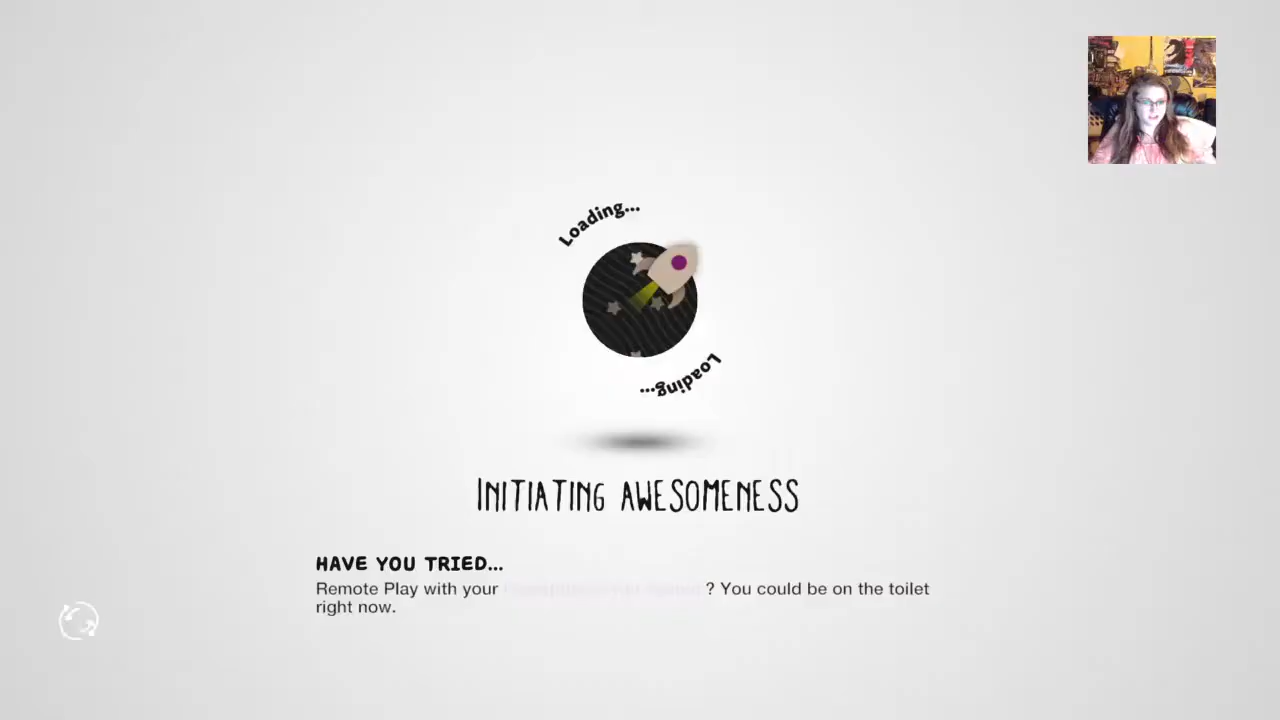 Loading...
Loading...
INITIATING AWESOMENESS
HAVE YOU TRIED...
Remote Play with your ? You could be on the toilet
right now.